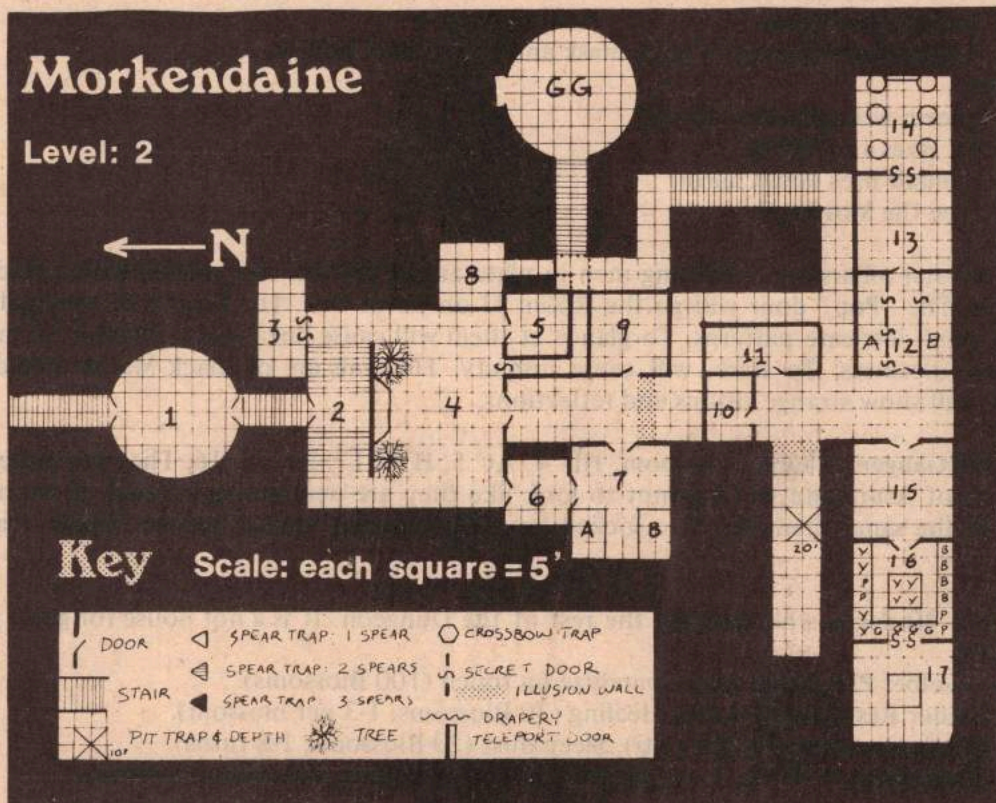 Morkendaine
Level: 2
N
GG
14
S S
13
8
3
S S
5
9
S
11
A
12
B
S
S
S
S
1
2
4
10
7
6
A
B
15
20'
16
Y
Y
P
P
Y
G
G
G
G
P
Y Y
Y Y
B
B
B
B
P
S S
17
Key
Scale: each square = 5'
DOOR
STAIR
PIT TRAP & DEPTH
10'
SPEAR TRAP: 1 SPEAR
SPEAR TRAP: 2 SPEARS
SPEAR TRAP: 3 SPEARS
TREE
CROSSBOW TRAP
SECRET DOOR
ILLUSION WALL
DRAPERY
TELEPORT DOOR